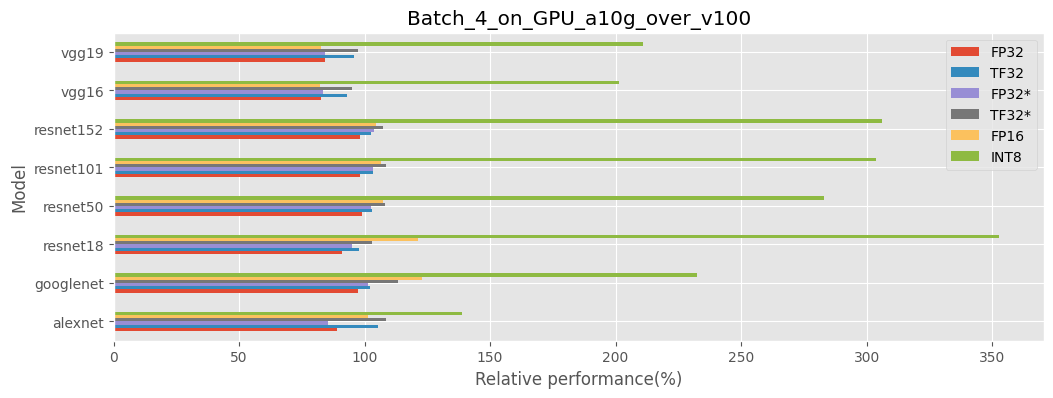 Batch_4_on_GPU_a10g_over_v100
vgg19
vgg16
resnet152
resnet101
resnet50
resnet18
googlenet
alexnet
Model
FP32
TF32
FP32*
TF32*
FP16
INT8
0 50 100 150 200 250 300 350
Relative performance(%)